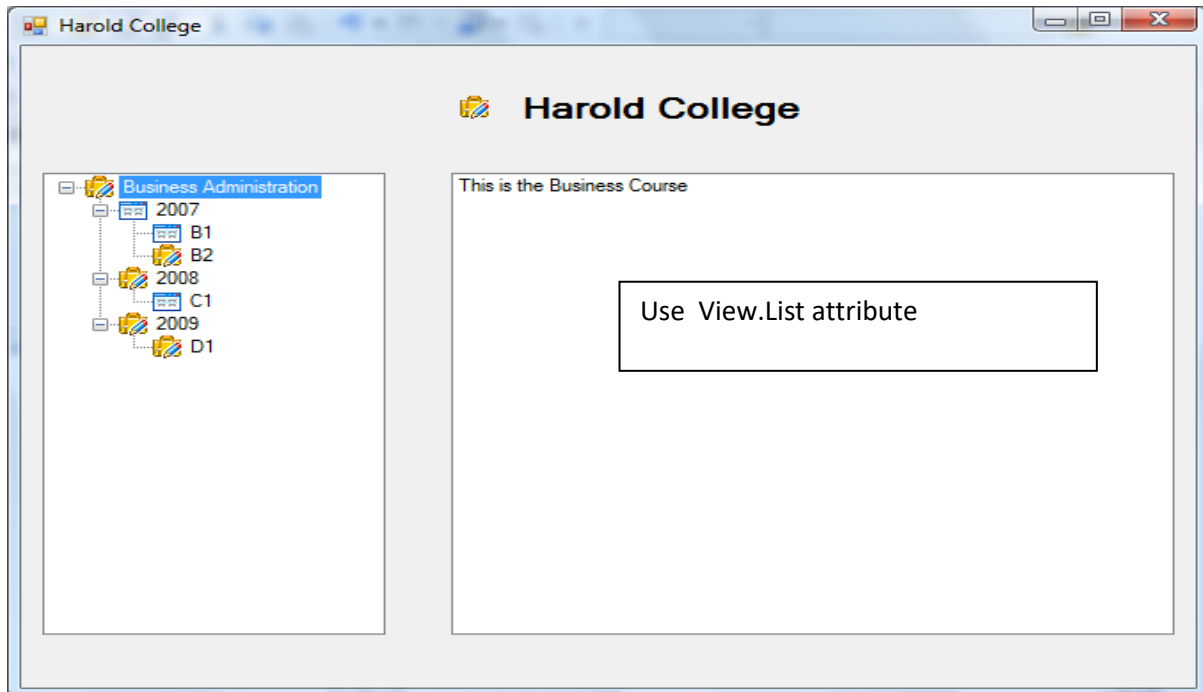 Harold College
Harold College
Business Administration
2007
B1
B2
2008
C1
2009
D1
This is the Business Course
Use View.List attribute